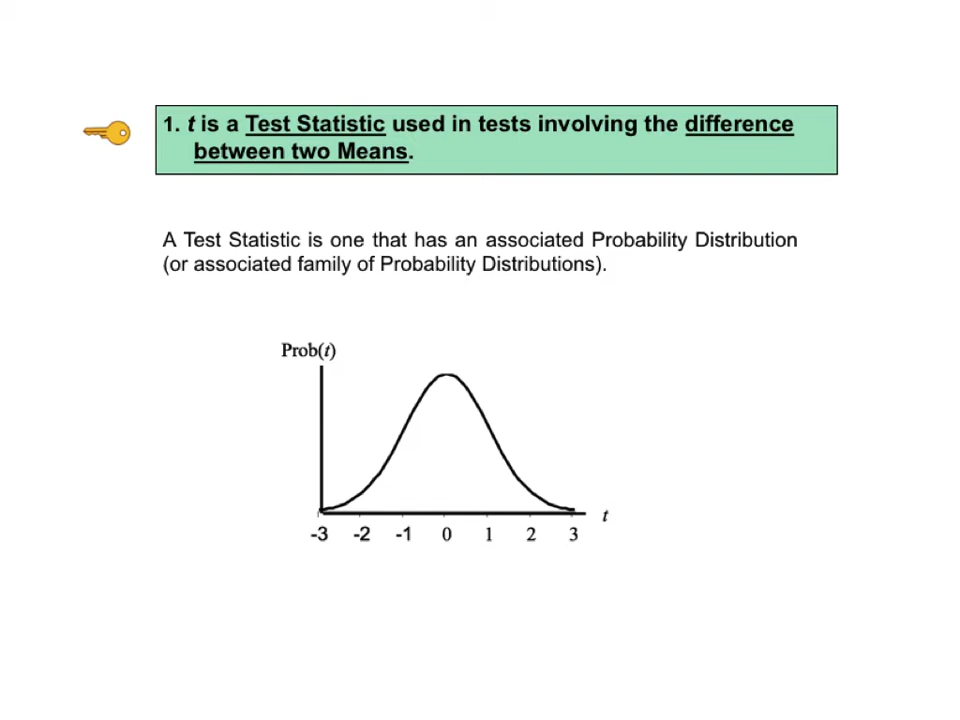 1. t is a Test Statistic used in tests involving the difference
between two Means.
A Test Statistic is one that has an associated Probability Distribution
(or associated family of Probability Distributions).
Prob(t)
t
-3 -2 -1 0 1 2 3